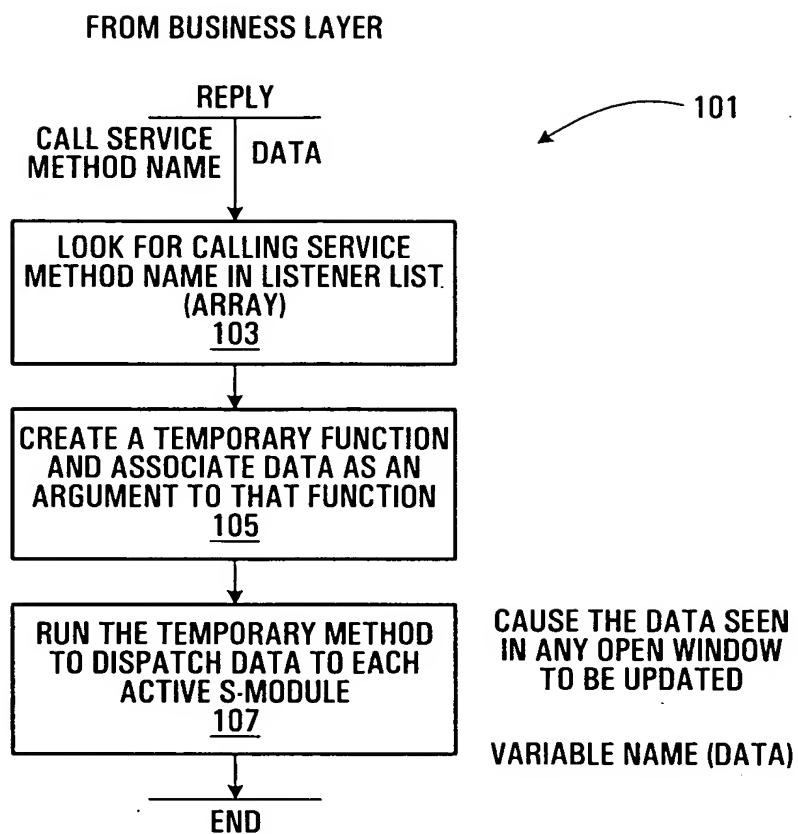 FROM BUSINESS LAYER
REPLY
101
CALL SERVICE
METHOD NAME
DATA
LOOK FOR CALLING SERVICE
METHOD NAME IN LISTENER LIST
(ARRAY)
103
CREATE A TEMPORARY FUNCTION
AND ASSOCIATE DATA AS AN
ARGUMENT TO THAT FUNCTION
105
RUN THE TEMPORARY METHOD
TO DISPATCH DATA TO EACH
ACTIVE S-MODULE
107
CAUSE THE DATA SEEN
IN ANY OPEN WINDOW
TO BE UPDATED
VARIABLE NAME (DATA)
END